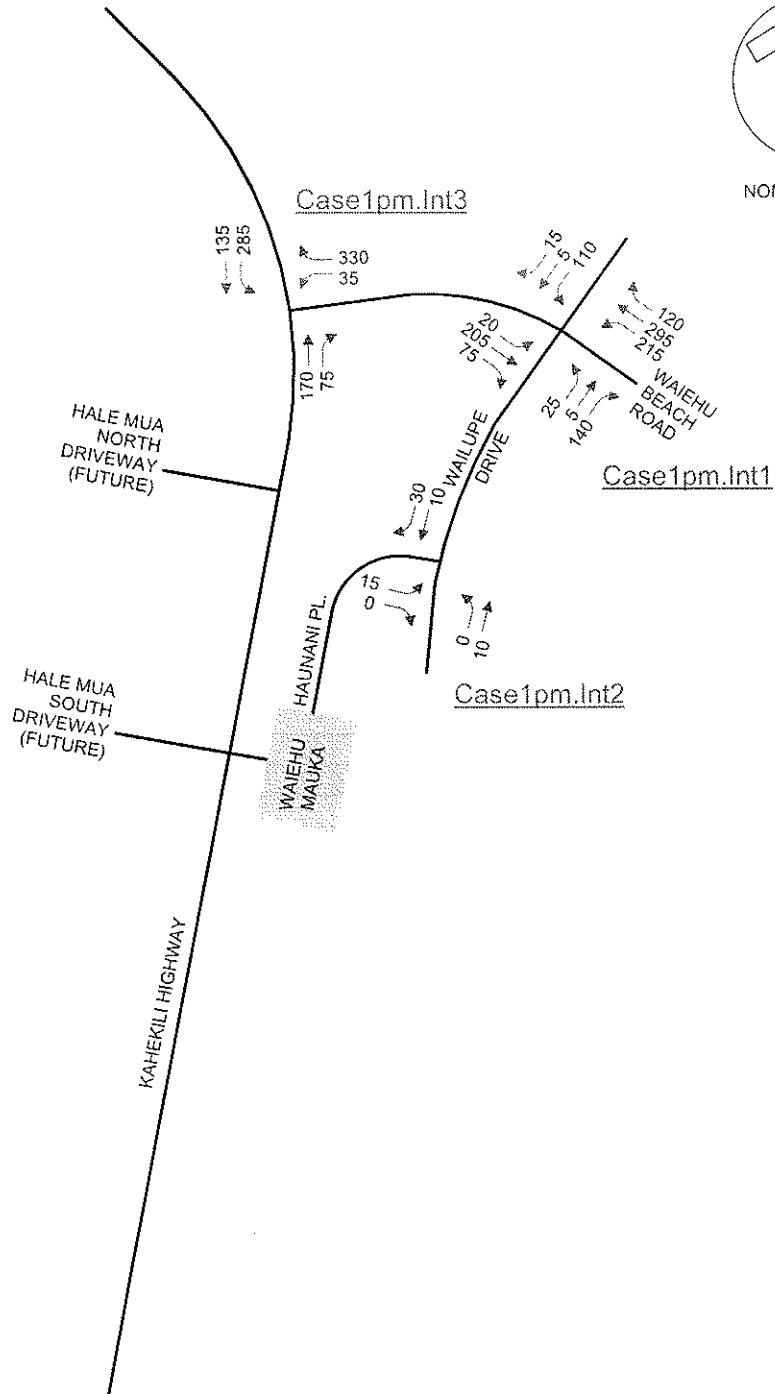 NO
Case1pm.Int3
135
285
330
35
170
75
15
5
110
20
205
75
120
295
215
25
5
140
WAIEHU
BEACH
ROAD
Case1pm.Int1
HALE MUA
NORTH
DRIVEWAY
(FUTURE)
WAILUPE
DRIVE
30
10
15
0
0
10
HAUNANI PL.
Case1pm.Int2
HALE MUA
SOUTH
DRIVEWAY
(FUTURE)
WAIEHU
MAUKA
KAHEKILI HIGHWAY